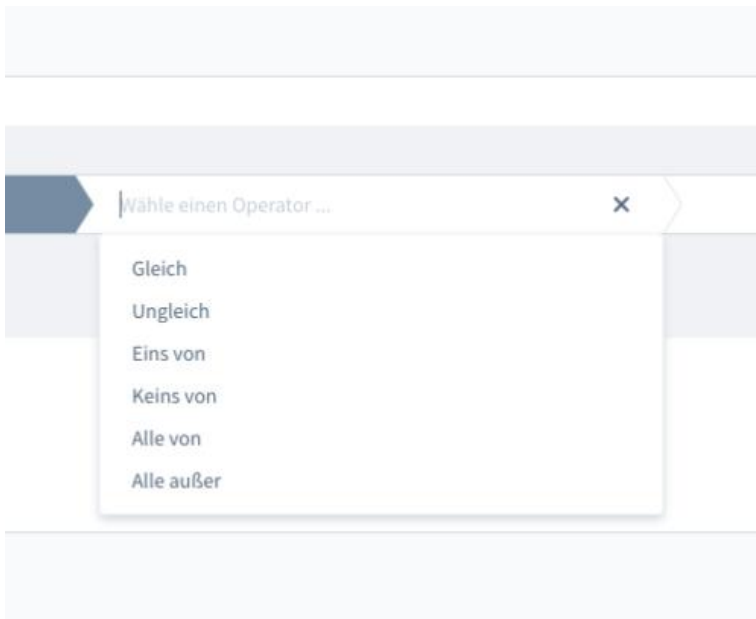 Wähle einen Operator ...
Gleich
Ungleich
Eins von
Keins von
Alle von
Alle außer